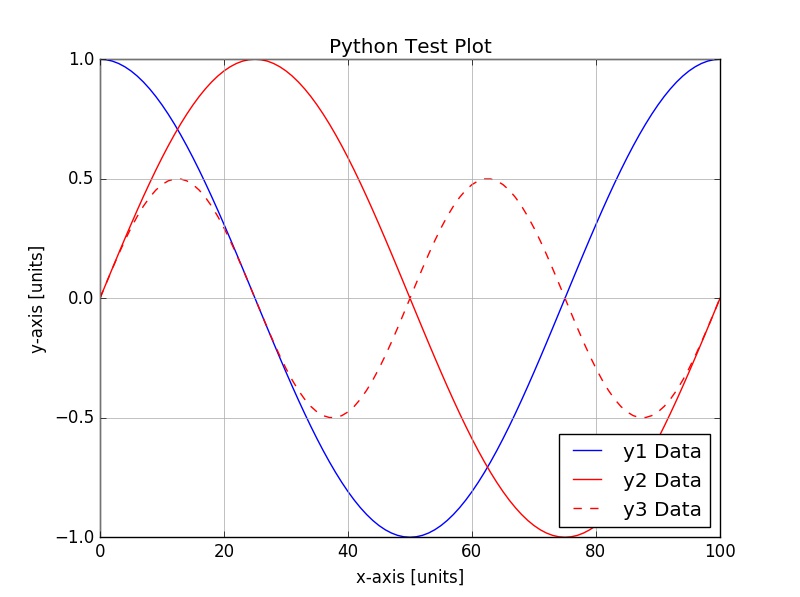 Python Test Plot
1.0
0.5
0.0
−0.5
−1.0
y-axis [units]
y1 Data
y2 Data
y3 Data
0 20 40 60 80 100
x-axis [units]